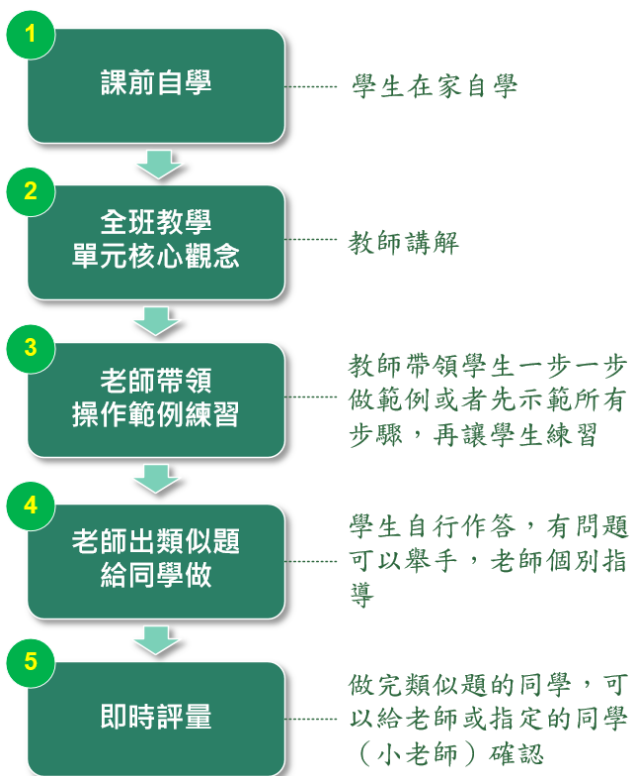 1
課前自學
學生在家自學
2
全班教學
單元核心觀念
教師講解
3
老師帶領
操作範例練習
教師帶領學生一步一步
做範例或者先示範所有
步驟，再讓學生練習
4
老師出類似題
給同學做
學生自行作答，有問題
可以舉手，老師個別指
導
5
即時評量
做完類似題的同學，可
以給老師或指定的同學
（小老師）確認